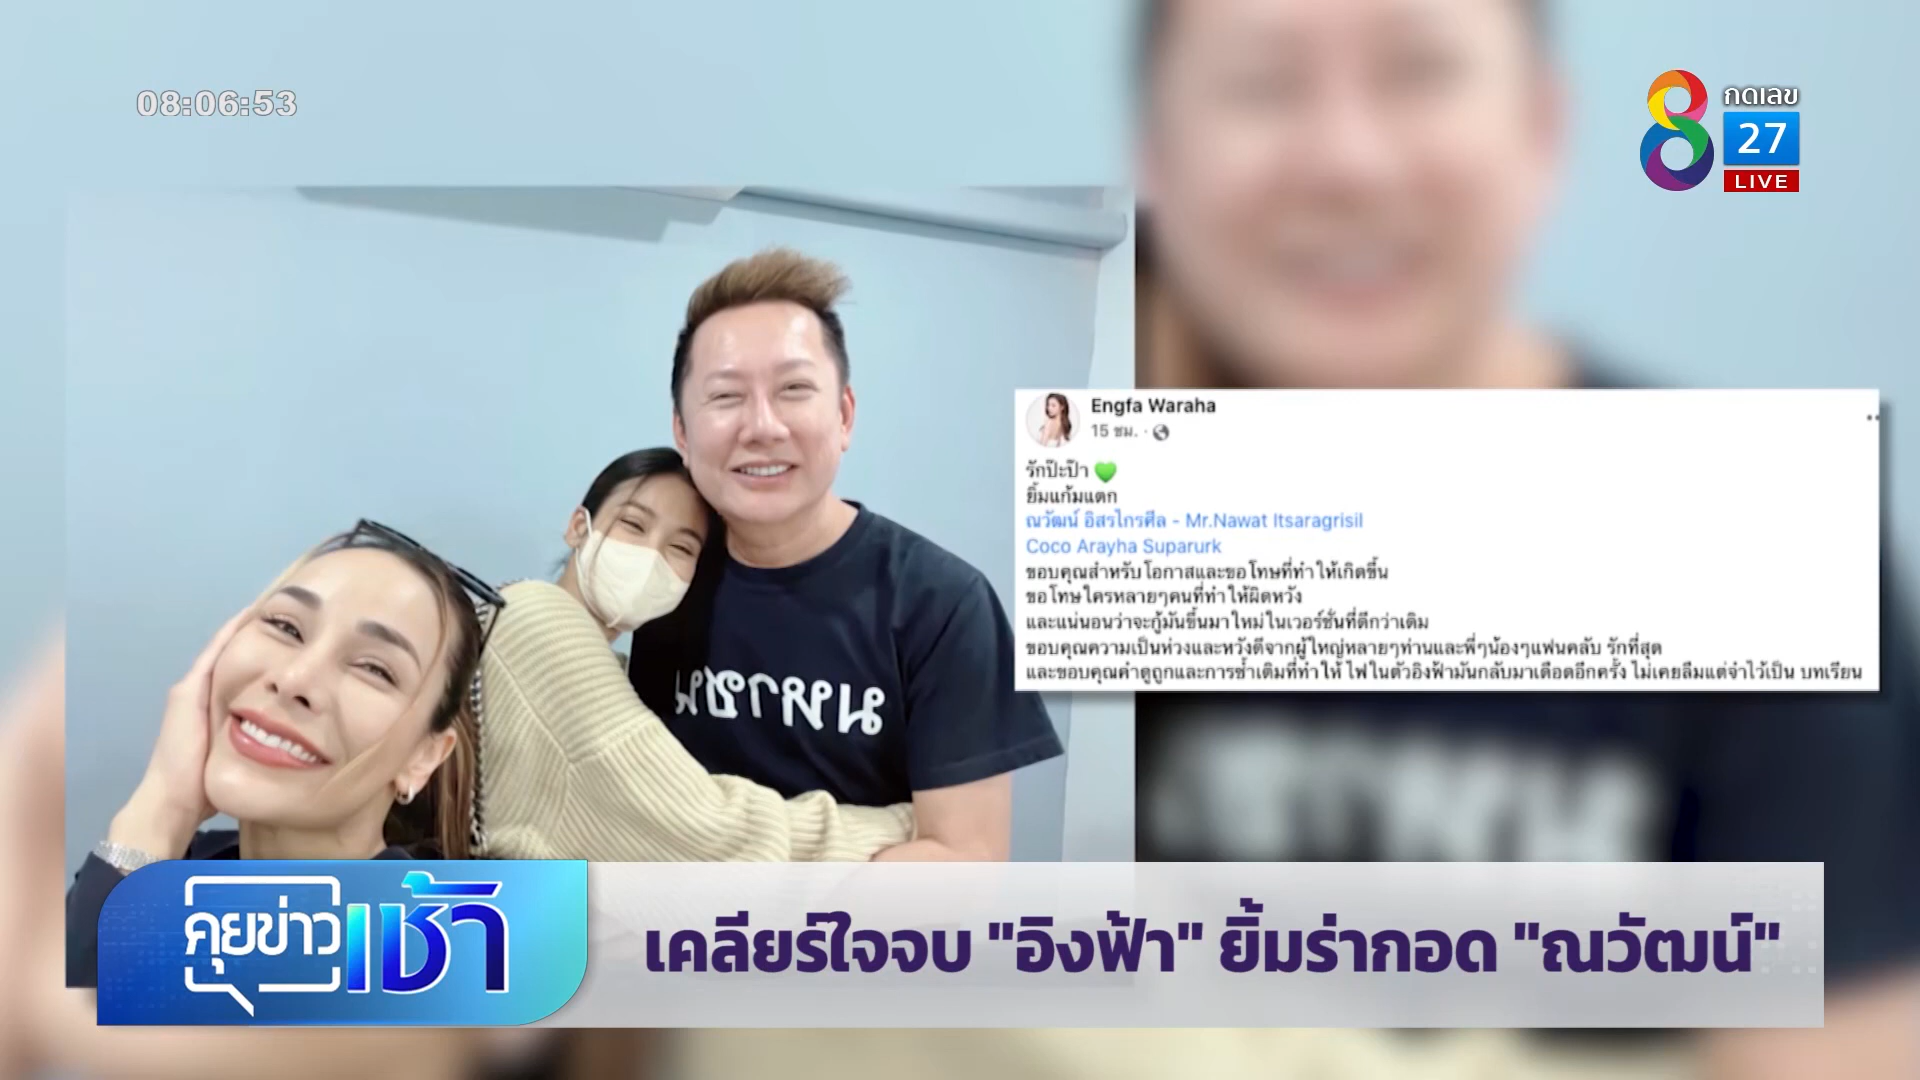 08:06:53
กดเลข
27
LIVE
Engfa Waraha
15 ชม. ·
รักป๊ะป๊า
ยิ้มแก้มแตก
ณวัฒน์ อิสรไกรศีล - Mr.Nawat Itsaragrisil
Coco Arayha Suparurk
ขอบคุณสำหรับโอกาสและขอโทษที่ทำให้เกิดขึ้น
ขอโทษใครหลายๆคนที่ทำให้ผิดหวัง
และแน่นอนว่าจะกู้มันขึ้นมาใหม่ในเวอร์ชั่นที่ดีกว่าเดิม
ขอบคุณความเป็นห่วงและหวังดีจากผู้ใหญ่หลายๆท่านและพี่ๆน้องๆแฟนคลับ รักที่สุด
และขอบคุณคำดูถูกและการซ้ำเติมที่ทำให้ ไฟในตัวอิงฟ้ามันกลับมาเดือดอีกครั้ง ไม่เคยลืมแต่จำไว้เป็น บทเรียน
มหาชน
คุยข่าวเช้า
เคลียร์ใจจบ "อิงฟ้า" ยิ้มร่ากอด "ณวัฒน์"